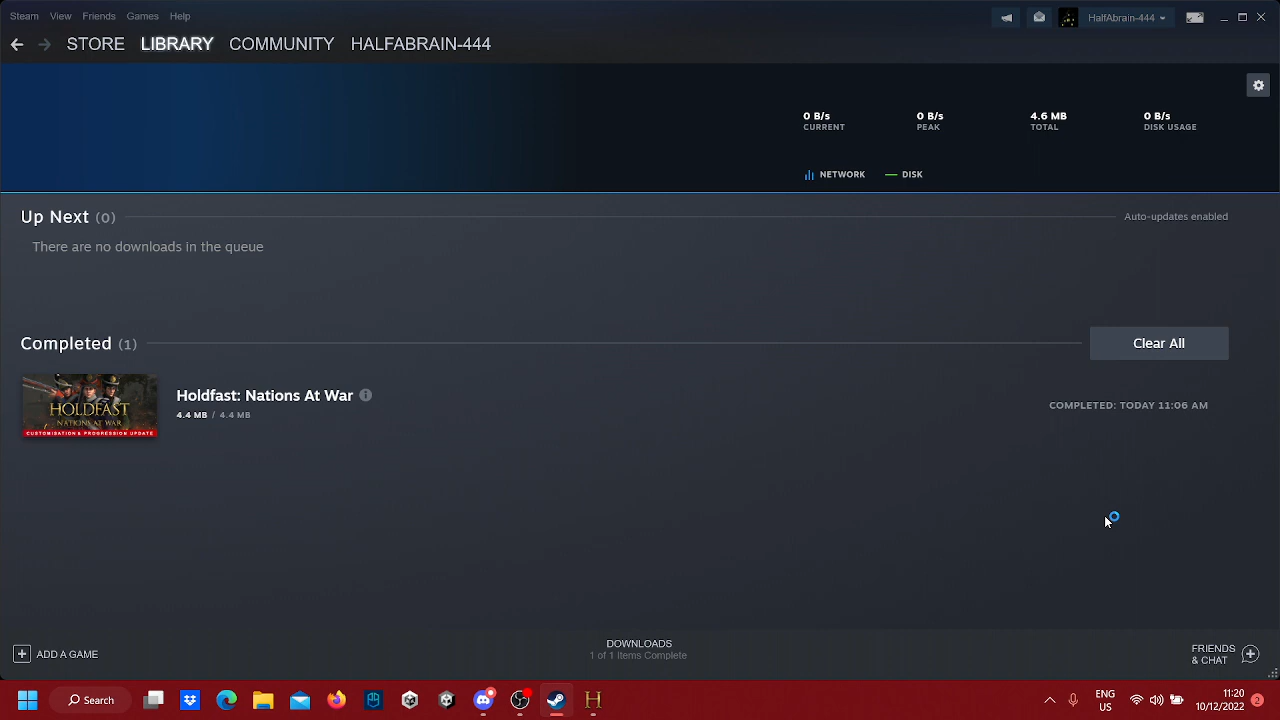 Steam View Friends Games Help
HalfAbrain-444
STORE LIBRARY COMMUNITY HALFABRAIN-444
0 B/s 0 B/s 4.6 MB 0 B/s
CURRENT PEAK TOTAL DISK USAGE
NETWORK DISK
Up Next (0) Auto-updates enabled
There are no downloads in the queue
Completed (1) Clear All
HOLDFAST
NATIONS AT WAR
CUSTOMISATION & PROGRESSION UPDATE
Holdfast: Nations At War
4.4 MB / 4.4 MB
COMPLETED: TODAY 11:06 AM
ADD A GAME
DOWNLOADS
1 of 1 Items Complete
FRIENDS
& CHAT
Search
ENG
US
11:20
10/12/2022
2